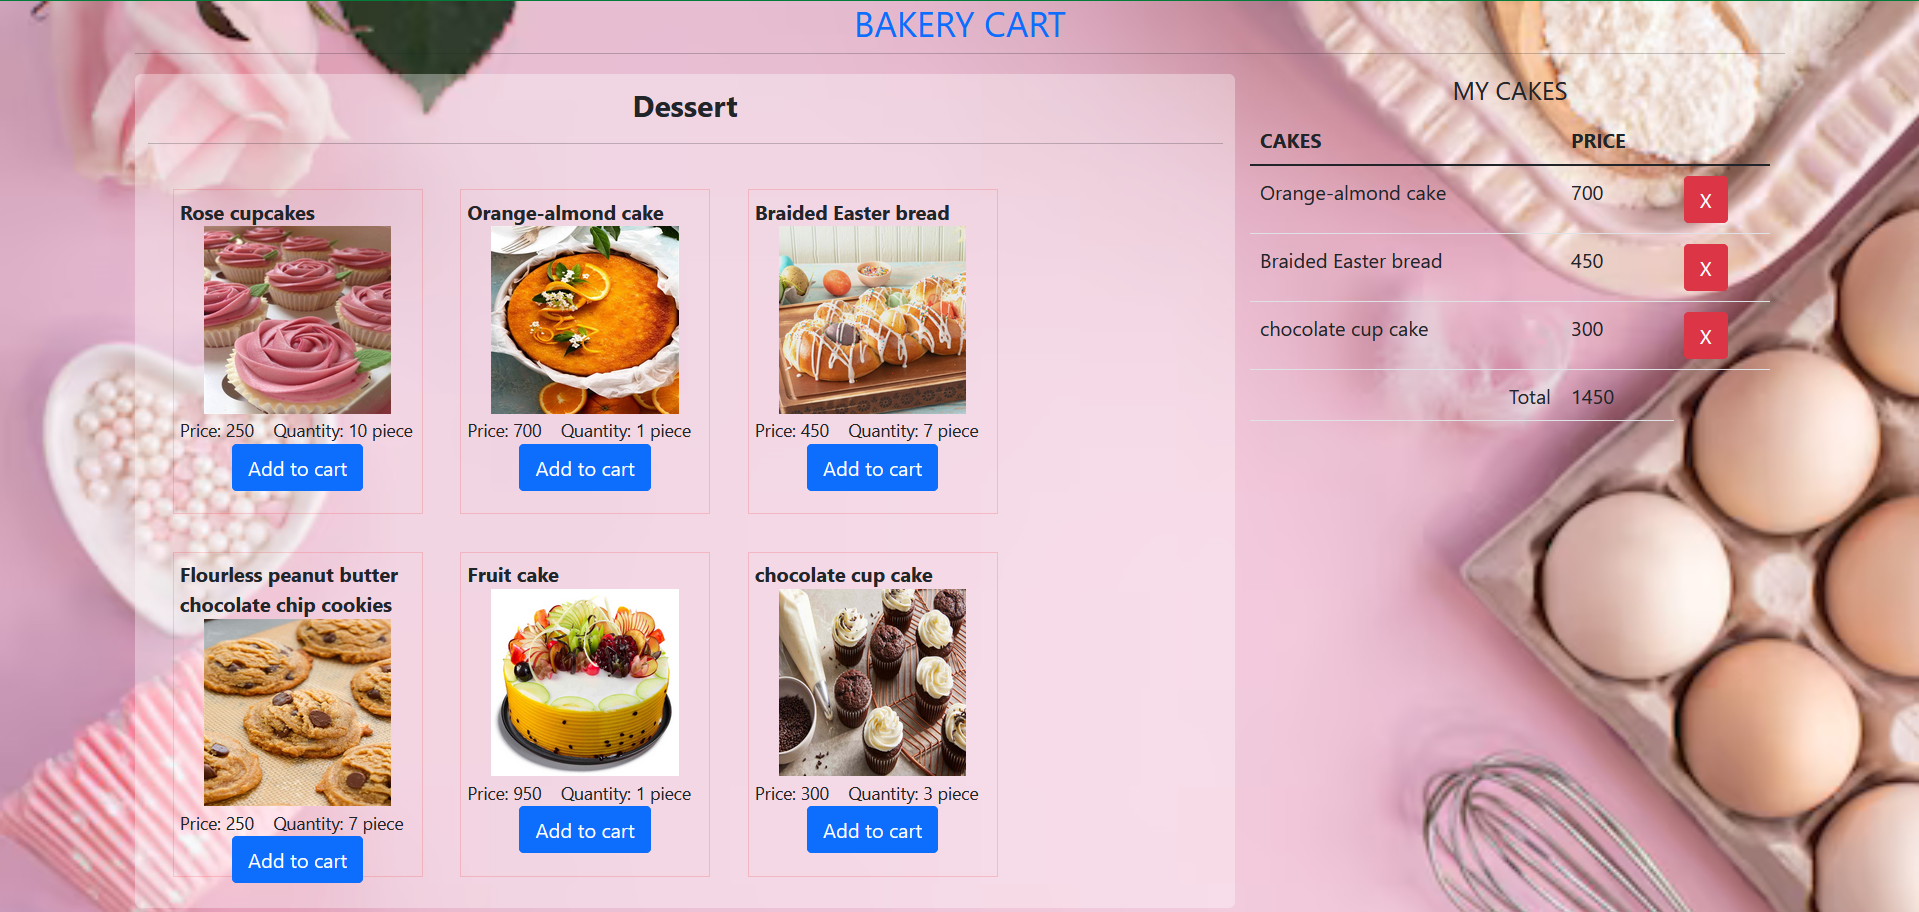 BAKERY CART
Dessert
Rose cupcakes
Price: 250 Quantity: 10 piece
Add to cart
Orange-almond cake
Price: 700 Quantity: 1 piece
Add to cart
Braided Easter bread
Price: 450 Quantity: 7 piece
Add to cart
Flourless peanut butter
chocolate chip cookies
Price: 250 Quantity: 7 piece
Add to cart
Fruit cake
Price: 950 Quantity: 1 piece
Add to cart
chocolate cup cake
Price: 300 Quantity: 3 piece
Add to cart
MY CAKES
CAKES PRICE
Orange-almond cake 700 X
Braided Easter bread 450 X
chocolate cup cake 300 X
Total 1450